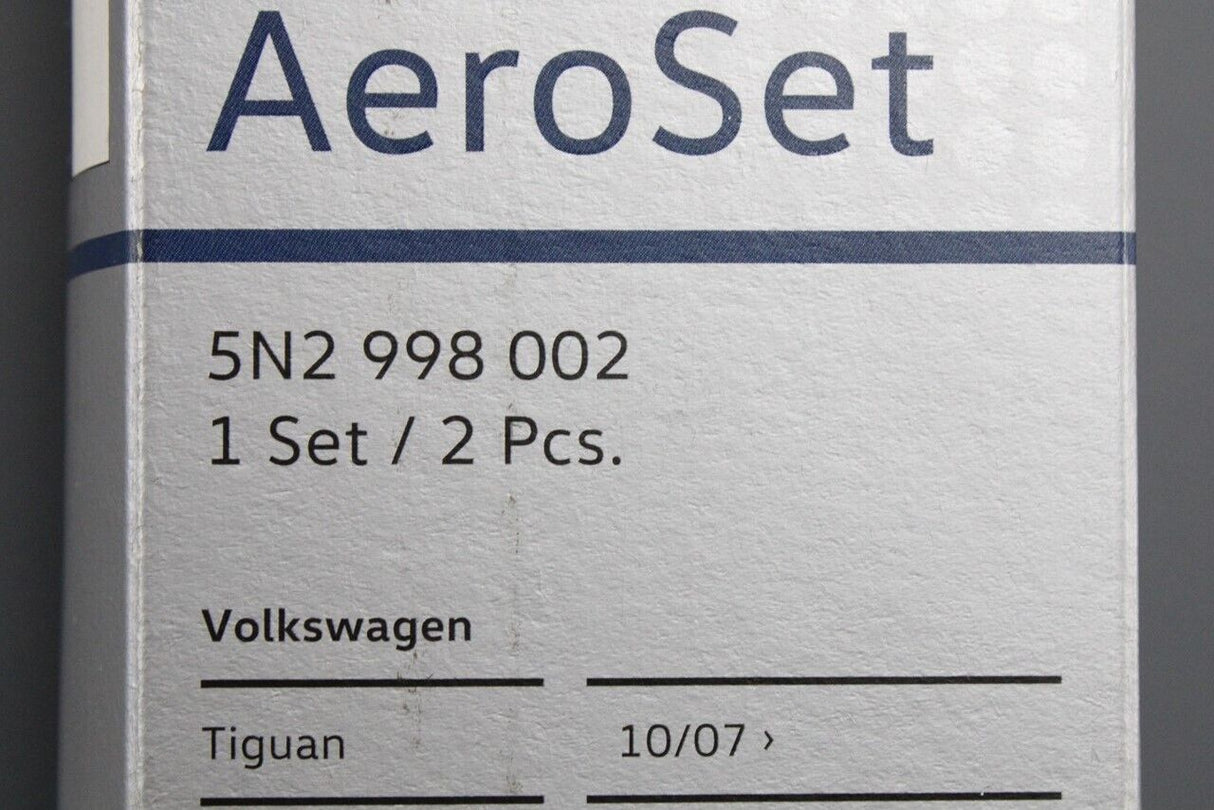 AeroSet
5N2 998 002
1 Set / 2 Pcs.
Volkswagen
Tiguan 10/07 ›